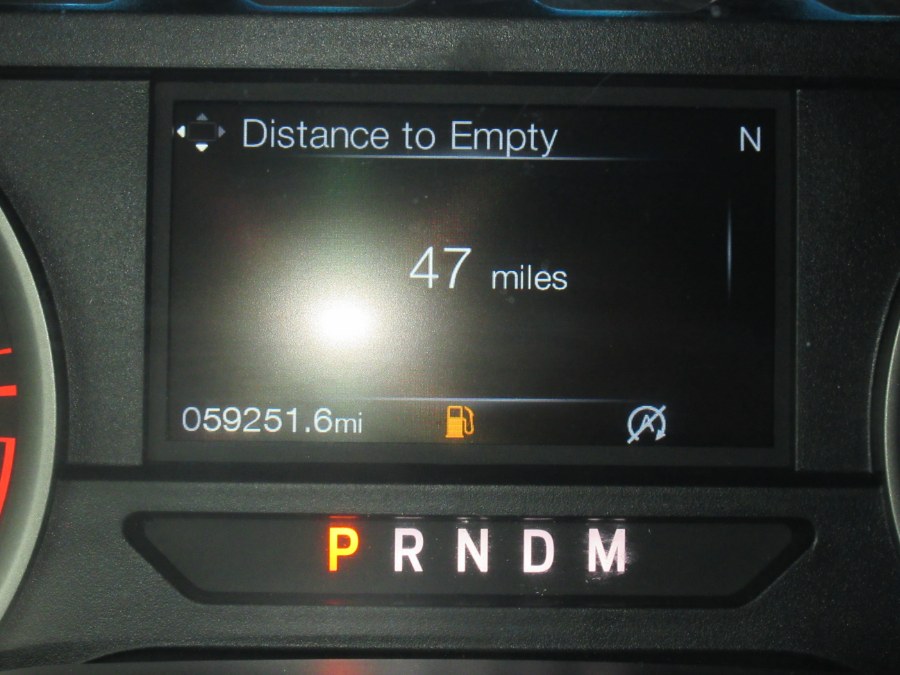 Distance to Empty N
47 miles
059251.6mi
P R N D M